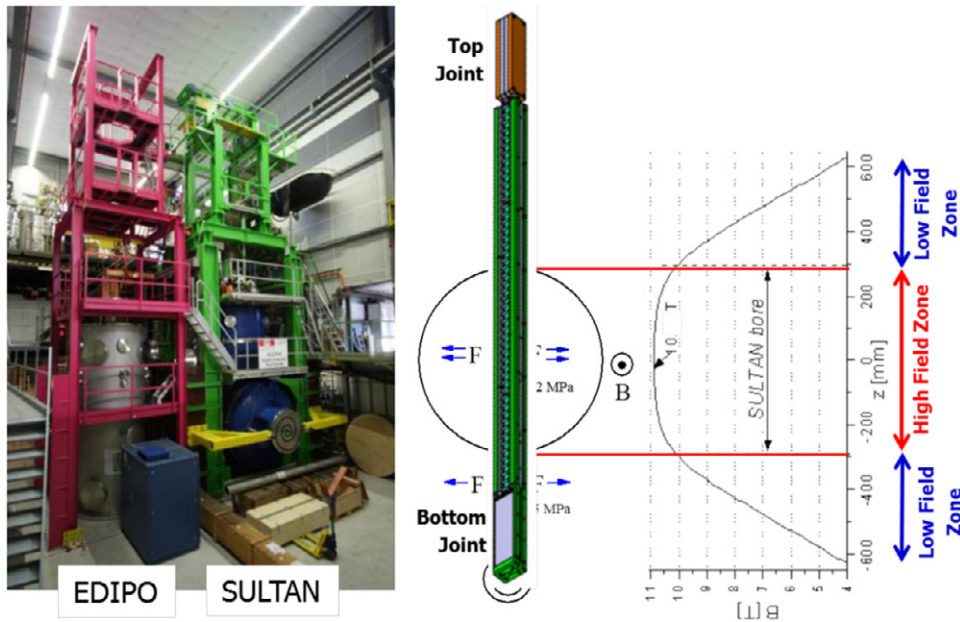 EDIPO
SULTAN
Top
Joint
F
F
2 MPa
B
F
F
MPa
Bottom
Joint
10
T
SULTAN bore
600
400
200
0
-200
-400
-600
Z [mm]
11
10
9
8
7
6
5
4
B [T]
Low Field
Zone
High Field Zone
Low Field
Zone